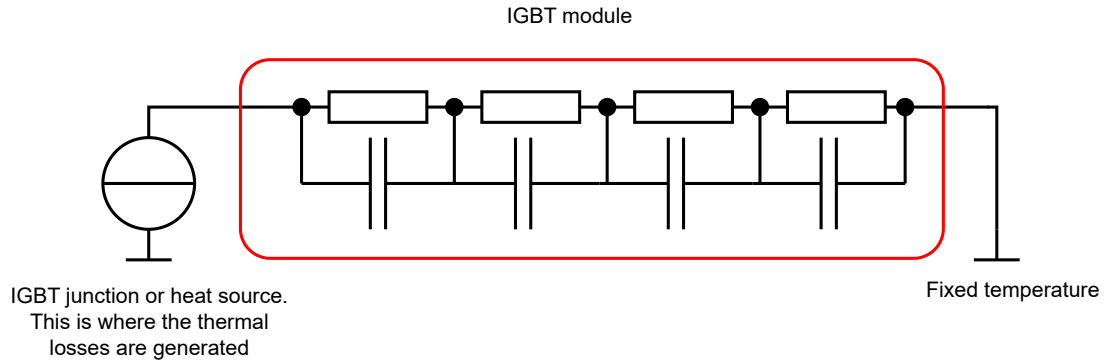 IGBT module
IGBT junction or heat source.
This is where the thermal
losses are generated
Fixed temperature